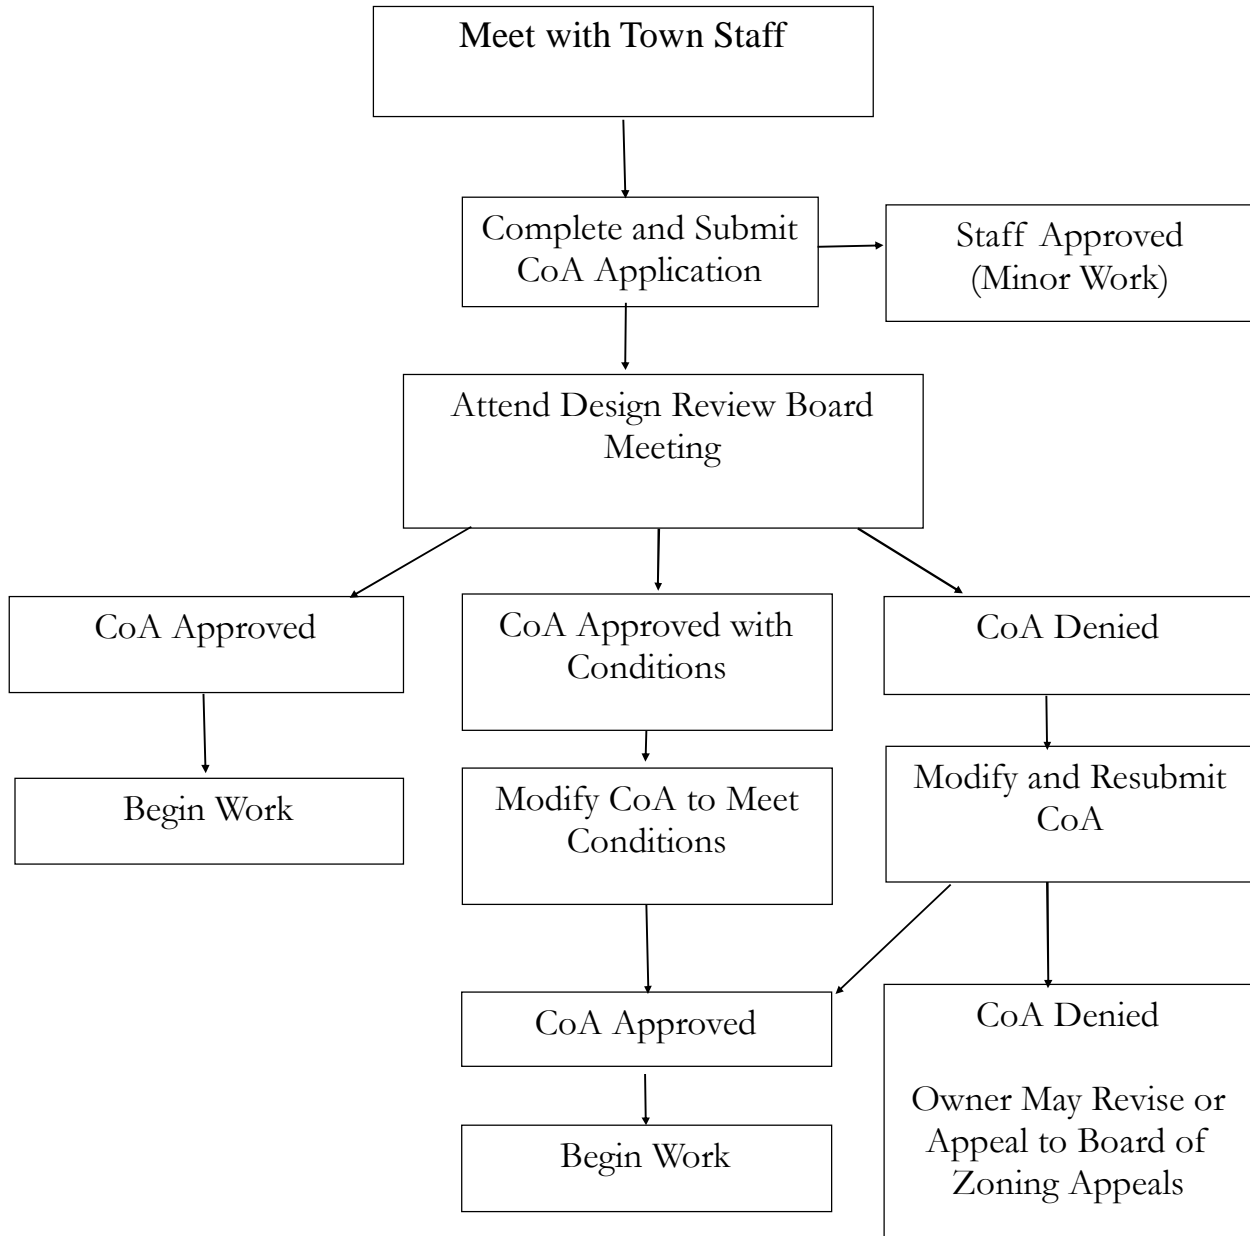 Meet with Town Staff
Complete and Submit
CoA Application
Staff Approved
(Minor Work)
Attend Design Review Board
Meeting
CoA Approved
CoA Approved with
Conditions
CoA Denied
Begin Work
Modify CoA to Meet
Conditions
Modify and Resubmit
CoA
CoA Approved
CoA Denied
Owner May Revise or
Appeal to Board of
Zoning Appeals
Begin Work